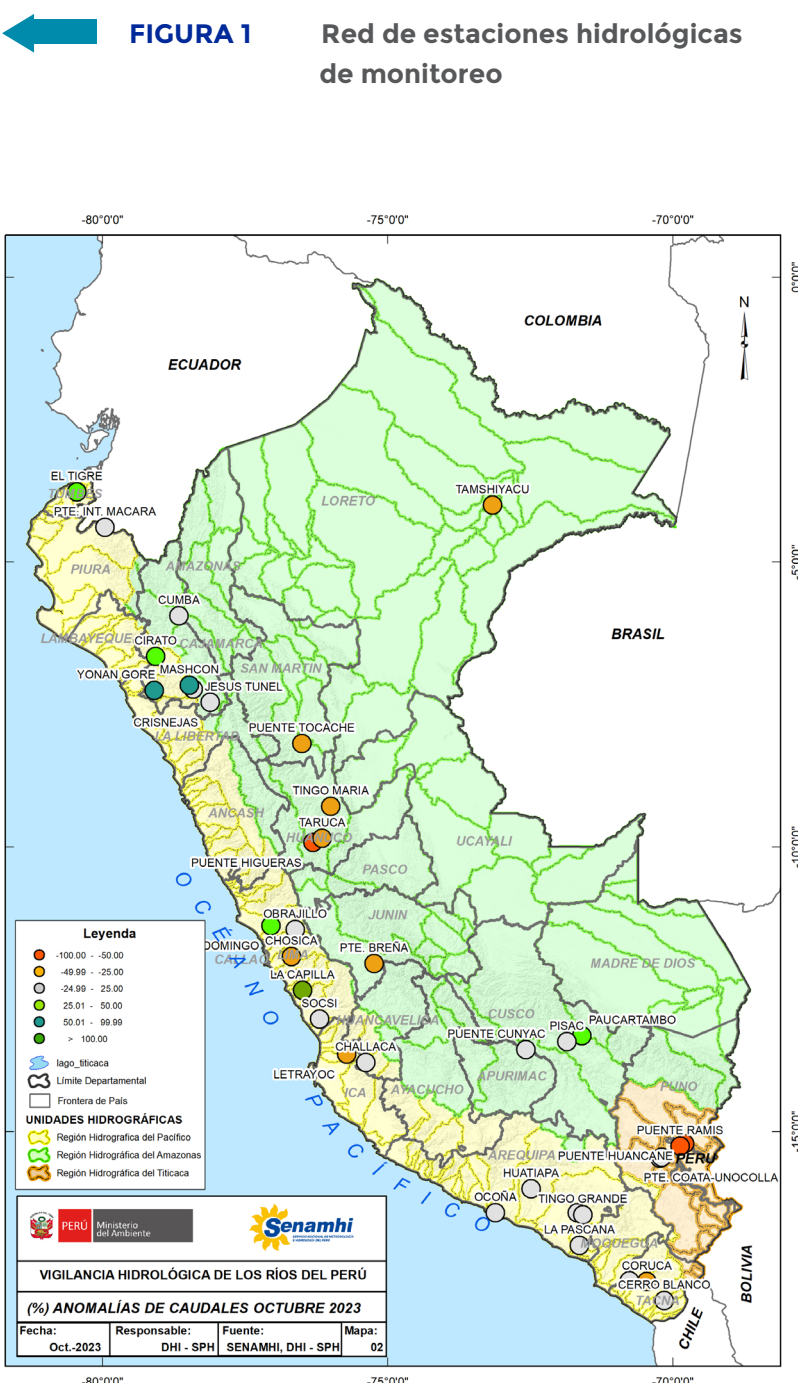 FIGURA 1 Red de estaciones hidrológicas
de monitoreo
-80°0'0" -75°0'0" -70°0'0"
0°0'0"
N
COLOMBIA
ECUADOR
EL TIGRE
TUMBES
TAMSHIYACU
LORETO
PTE. INT. MACARA
PIURA
AMAZONAS
-5°0'0"
CUMBA
BRASIL
LAMBAYEQUE
CIRATO
CAJAMARCA
YONAN GORE
MASHCON
SAN MARTIN
JESUS TUNEL
CRISNEJAS
LA LIBERTAD
PUENTE TOCACHE
TINGO MARIA
ANCASH
TARUCA
HUANUCO
UCAYALI
-10°0'0"
PUENTE HIGUERAS
PASCO
OBRAJILLO
JUNIN
DOMINGO
CHOSICA
CALLAO
LIMA
PTE. BREÑA
MADRE DE DIOS
LA CAPILLA
SOCSI
HUANCAVELICA
CUSCO
PISAC
PAUCARTAMBO
PUENTE CUNYAC
CHALLACA
LETRAYOC
APURIMAC
ICA
AYACUCHO
PUNO
-15°0'0"
PUENTE RAMIS
AREQUIPA
PUENTE HUANCANE
PERU
HUATIAPA
PTE. COATA-UNOCOLLA
OCOÑA
TINGO GRANDE
LA PASCANA
MOQUEGUA
CORUCA
CERRO BLANCO
TACNA
BOLIVIA
CHILE
OCÉANO PACÍFICO
Leyenda
-100.00 - -50.00
-49.99 - -25.00
-24.99 - 25.00
25.01 - 50.00
50.01 - 99.99
> 100.00
lago_titicaca
Límite Departamental
Frontera de País
UNIDADES HIDROGRÁFICAS
Región Hidrografica del Pacífico
Región Hidrográfica del Amazonas
Región Hidrográfica del Titicaca
PERÚ Ministerio
del Ambiente
Senamhi
VIGILANCIA HIDROLÓGICA DE LOS RÍOS DEL PERÚ
(%) ANOMALÍAS DE CAUDALES OCTUBRE 2023
Fecha: Responsable: Fuente: Mapa:
Oct.-2023 DHI - SPH SENAMHI, DHI - SPH 02
-80°0'0" -75°0'0" -70°0'0"